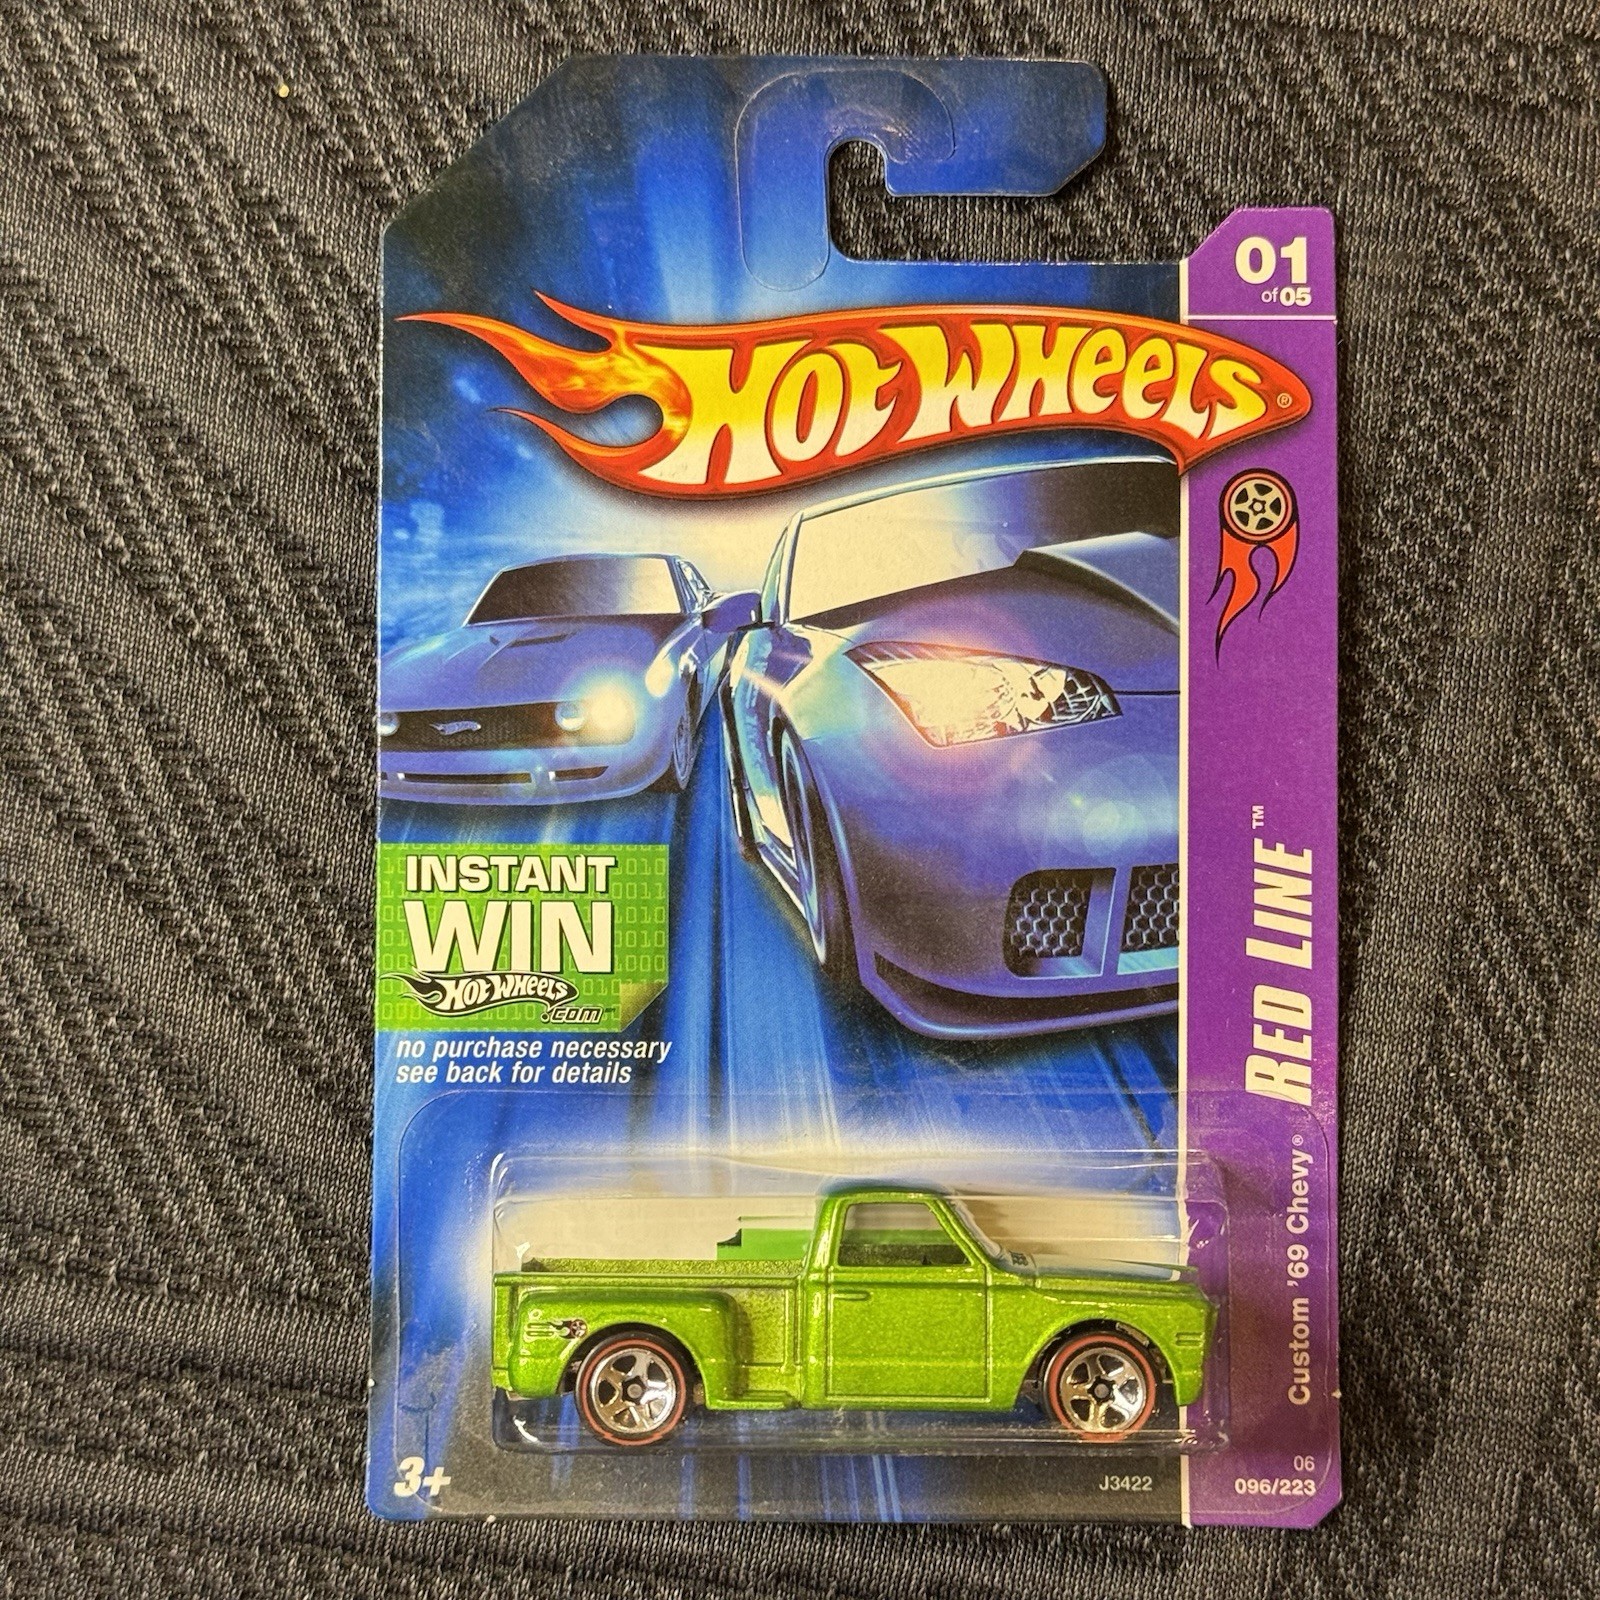 01
of 05
HOT WHEELS®
INSTANT
WIN
HOT WHEELS
.COM
no purchase necessary
see back for details
RED LINE™
Custom '69 Chevy®
3+
J3422
06
096/223